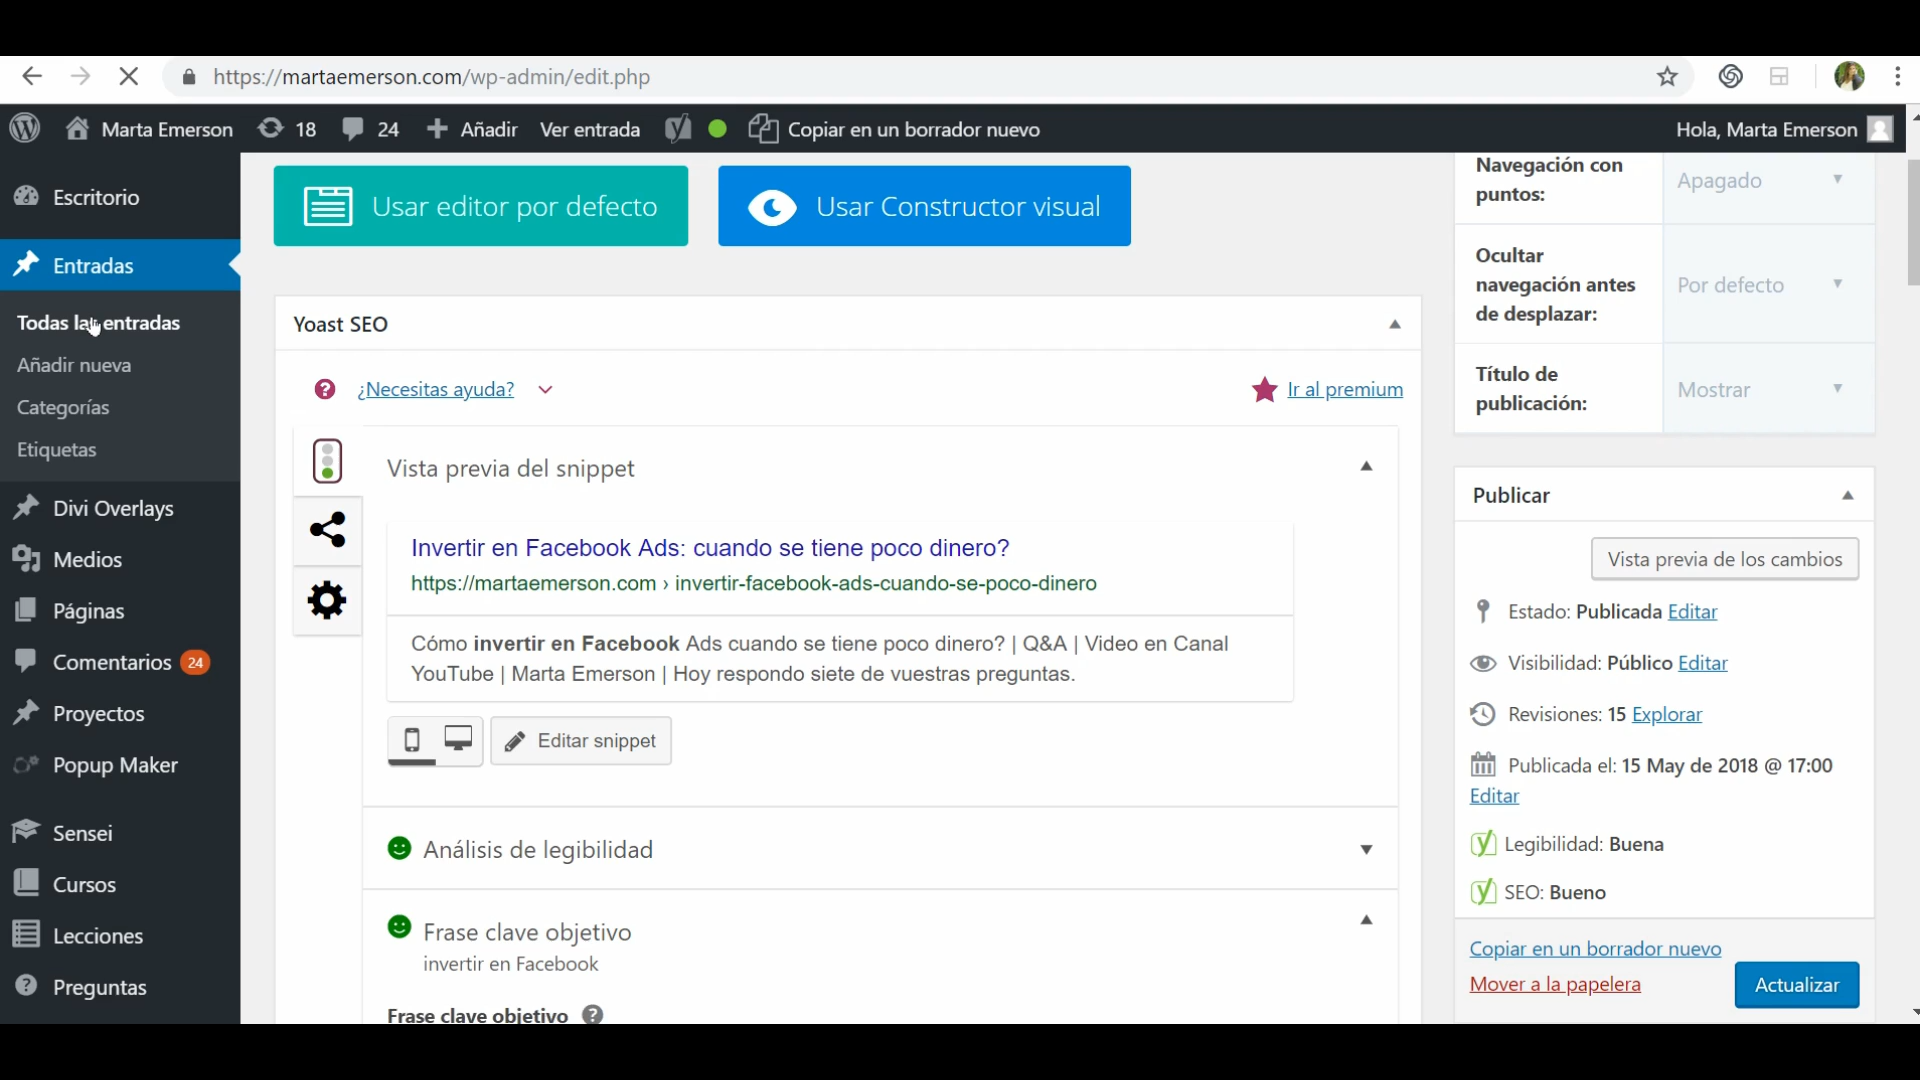 https://martaemerson.com/wp-admin/edit.php
Marta Emerson 18 24 Añadir Ver entrada Copiar en un borrador nuevo Hola, Marta Emerson
Escritorio
Entradas
Todas las entradas
Añadir nueva
Categorías
Etiquetas
Divi Overlays
Medios
Páginas
Comentarios 24
Proyectos
Popup Maker
Sensei
Cursos
Lecciones
Preguntas
Usar editor por defecto
Usar Constructor visual
Yoast SEO
¿Necesitas ayuda?
Ir al premium
Vista previa del snippet
Invertir en Facebook Ads: cuando se tiene poco dinero?
https://martaemerson.com › invertir-facebook-ads-cuando-se-poco-dinero
Cómo invertir en Facebook Ads cuando se tiene poco dinero? | Q&A | Video en Canal
YouTube | Marta Emerson | Hoy respondo siete de vuestras preguntas.
Editar snippet
Análisis de legibilidad
Frase clave objetivo
invertir en Facebook
Frase clave objetivo ?
Navegación con
puntos:
Apagado
Ocultar
navegación antes
de desplazar:
Por defecto
Título de
publicación:
Mostrar
Publicar
Vista previa de los cambios
Estado: Publicada Editar
Visibilidad: Público Editar
Revisiones: 15 Explorar
Publicada el: 15 May de 2018 @ 17:00
Editar
Legibilidad: Buena
SEO: Bueno
Copiar en un borrador nuevo
Mover a la papelera
Actualizar